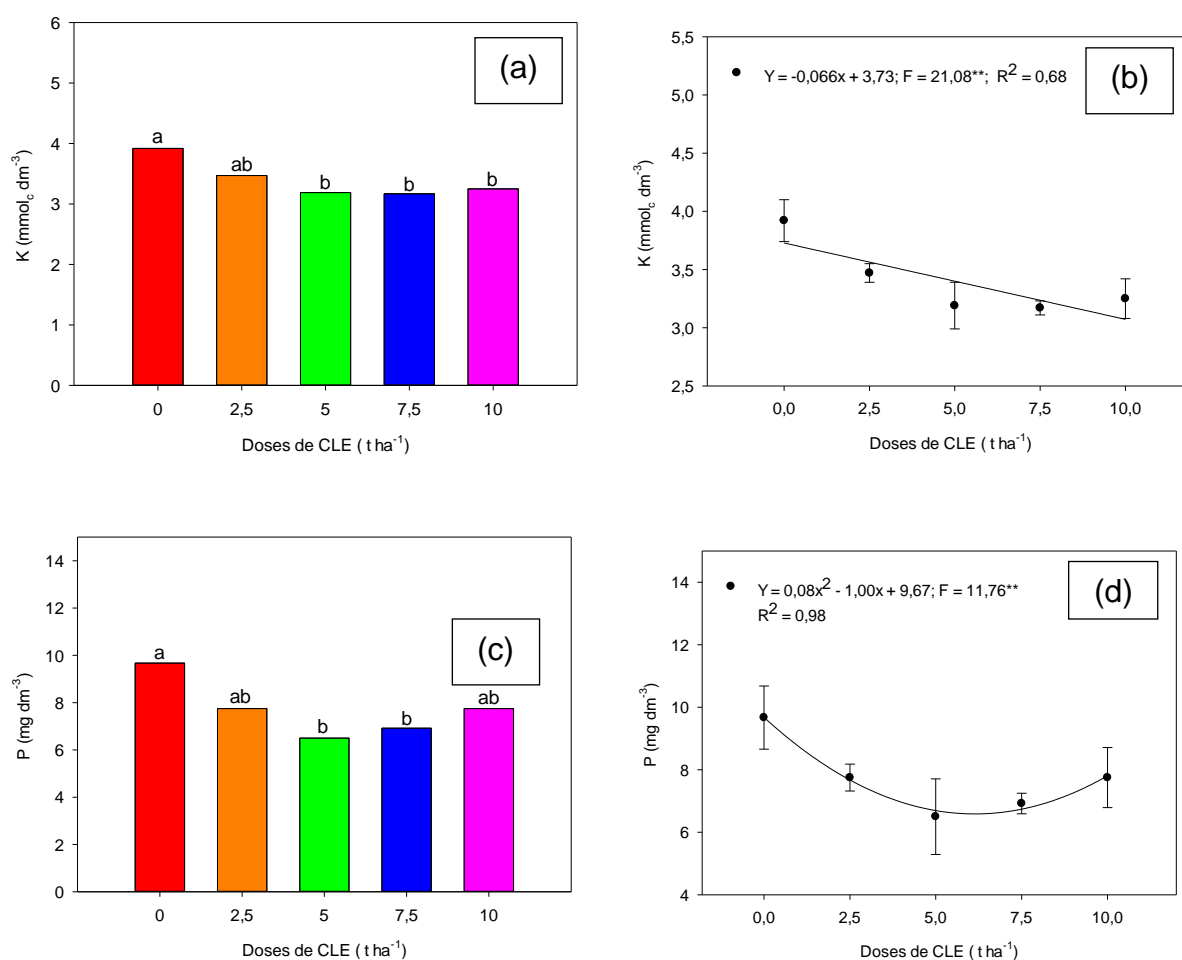 (a)
K (mmol_c dm^-3)
6
5
4
3
2
1
0
a
ab
b
b
b
0 2,5 5 7,5 10
Doses de CLE ( t ha^-1)
(b)
Y = -0,066x + 3,73; F = 21,08**; R^2 = 0,68
K (mmol_c dm^-3)
5,5
5,0
4,5
4,0
3,5
3,0
2,5
0,0 2,5 5,0 7,5 10,0
Doses de CLE ( t ha^-1)
(c)
P (mg dm^-3)
14
12
10
8
6
4
2
0
a
ab
b
b
ab
0 2,5 5 7,5 10
Doses de CLE ( t ha^-1)
(d)
Y = 0,08x^2 - 1,00x + 9,67; F = 11,76**
R^2 = 0,98
P (mg dm^-3)
14
12
10
8
6
4
0,0 2,5 5,0 7,5 10,0
Doses de CLE ( t ha^-1)